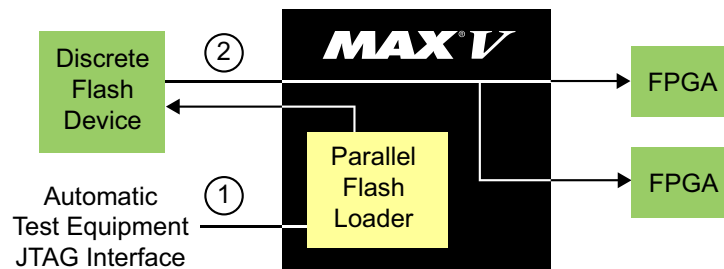 Discrete
Flash
Device
2
MAX® V
FPGA
FPGA
Parallel
Flash
Loader
1
Automatic
Test Equipment
JTAG Interface